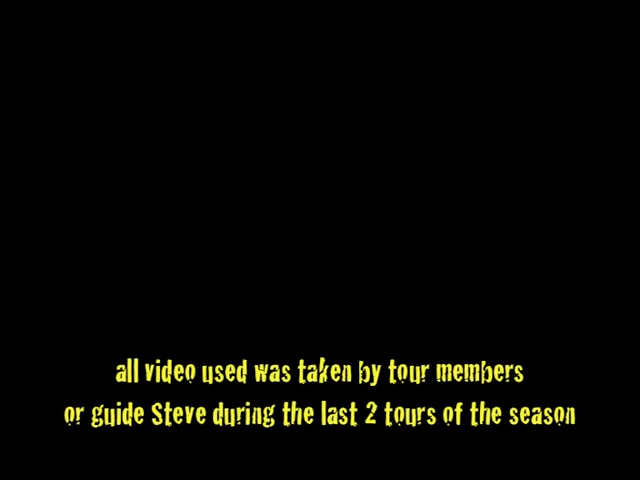 all video used was taken by tour members
or guide Steve during the last 2 tours of the season